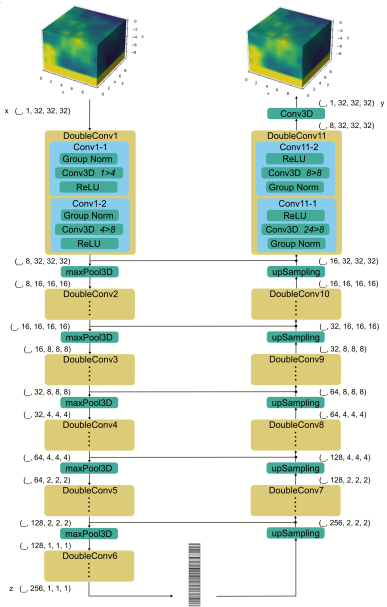 x (_, 1, 32, 32, 32)
DoubleConv1
Conv1-1
Group Norm
Conv3D 1>4
ReLU
Conv1-2
Group Norm
Conv3D 4>8
ReLU
(_, 8, 32, 32, 32)
maxPool3D
(_, 8, 16, 16, 16)
DoubleConv2
(_, 16, 16, 16, 16)
maxPool3D
(_, 16, 8, 8, 8)
DoubleConv3
(_, 32, 8, 8, 8)
maxPool3D
(_, 32, 4, 4, 4)
DoubleConv4
(_, 64, 4, 4, 4)
maxPool3D
(_, 64, 2, 2, 2)
DoubleConv5
(_, 128, 2, 2, 2)
maxPool3D
(_, 128, 1, 1, 1)
DoubleConv6
z (_, 256, 1, 1, 1)
(_, 1, 32, 32, 32) y
Conv3D
(_, 8, 32, 32, 32)
DoubleConv11
Conv11-2
ReLU
Conv3D 8>8
Group Norm
Conv11-1
ReLU
Conv3D 24>8
Group Norm
(_, 16, 32, 32, 32)
upSampling
(_, 16, 16, 16, 16)
DoubleConv10
(_, 32, 16, 16, 16)
upSampling
(_, 32, 8, 8, 8)
DoubleConv9
(_, 64, 8, 8, 8)
upSampling
(_, 64, 4, 4, 4)
DoubleConv8
(_, 128, 4, 4, 4)
upSampling
(_, 128, 2, 2, 2)
DoubleConv7
(_, 256, 2, 2, 2)
upSampling